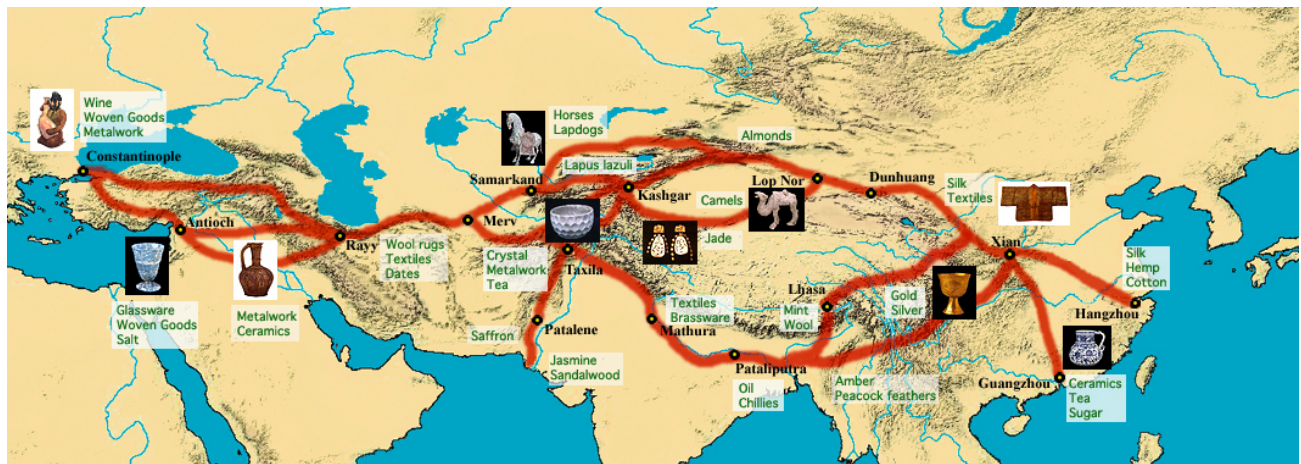 Wine
Woven Goods
Metalwork
Constantinople
Antioch
Glassware
Woven Goods
Salt
Metalwork
Ceramics
Rayy
Wool rugs
Textiles
Dates
Merv
Samarkand
Horses
Lapdogs
Lapus lazuli
Crystal
Metalwork
Tea
Taxila
Saffron
Patalene
Jasmine
Sandalwood
Kashgar
Almonds
Camels
Jade
Lop Nor
Dunhuang
Textiles
Brassware
Mathura
Pataliputra
Oil
Chillies
Lhasa
Mint
Wool
Gold
Silver
Amber
Peacock feathers
Silk
Textiles
Xian
Silk
Hemp
Cotton
Hangzhou
Guangzhou
Ceramics
Tea
Sugar